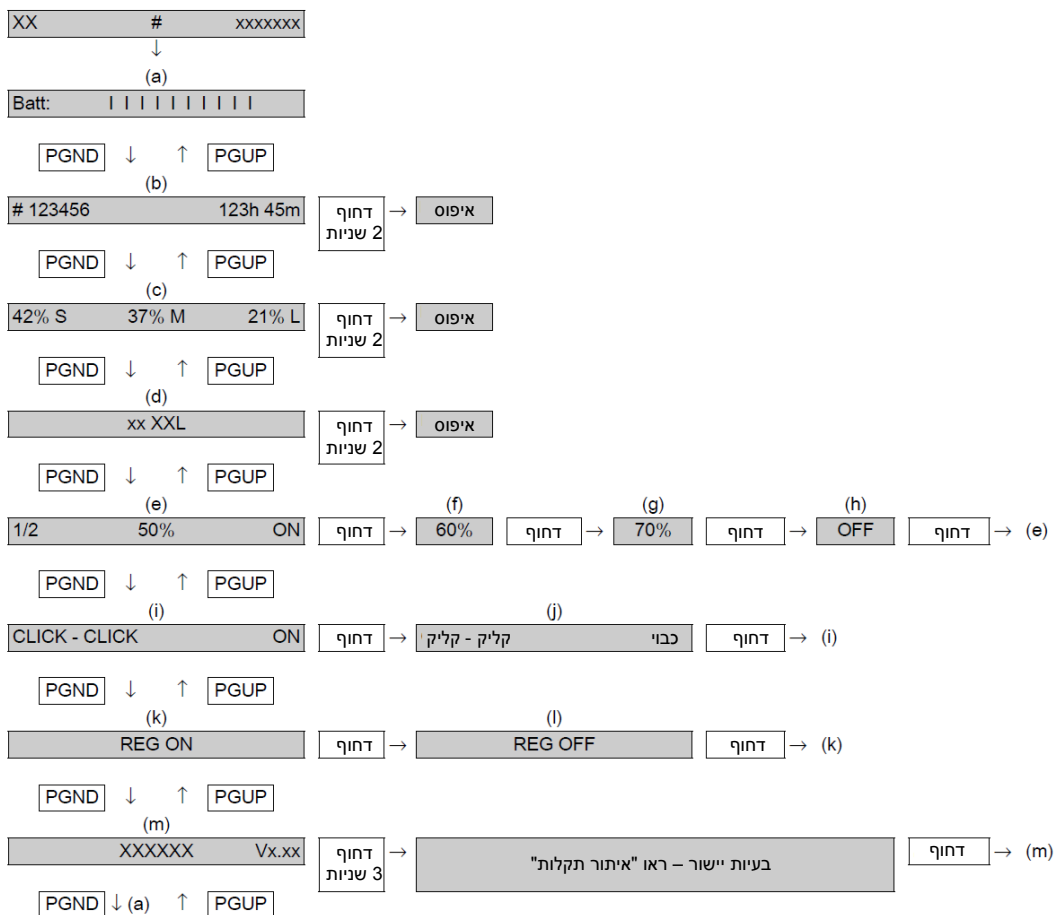 XX # xxxxxxx
↓
(a)
Batt: I I I I I I I I I I
PGND ↓ ↑ PGUP
(b)
# 123456 123h 45m דחוף → איפוס
2 שניות
PGND ↓ ↑ PGUP
(c)
42% S 37% M 21% L דחוף → איפוס
2 שניות
PGND ↓ ↑ PGUP
(d)
xx XXL דחוף → איפוס
2 שניות
PGND ↓ ↑ PGUP
(e) (f) (g) (h)
1/2 50% ON דחוף → 60% דחוף → 70% דחוף → OFF דחוף → (e)
PGND ↓ ↑ PGUP
(i) (j)
CLICK - CLICK ON דחוף → קליק - קליק כבוי דחוף → (i)
PGND ↓ ↑ PGUP
(k) (l)
REG ON דחוף → REG OFF דחוף → (k)
PGND ↓ ↑ PGUP
(m)
XXXXXX Vx.xx דחוף → בעיות יישור – ראו "איתור תקלות" דחוף → (m)
3 שניות
PGND ↓ (a) ↑ PGUP